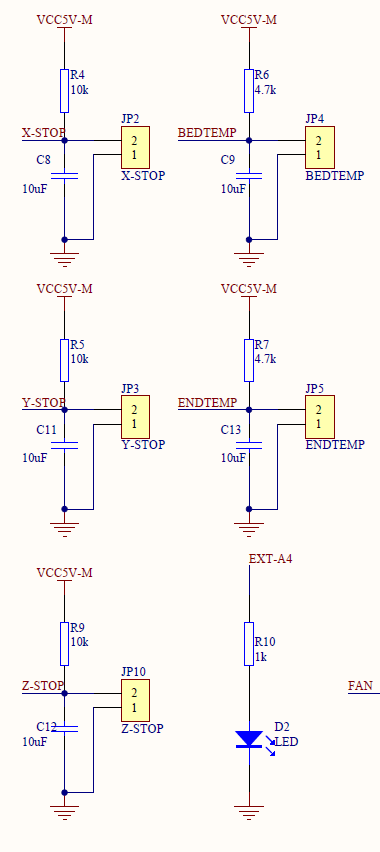 VCC5V-M
R4
10k
JP2
X-STOP
2
1
C8
10uF
X-STOP
VCC5V-M
R6
4.7k
JP4
BEDTEMP
2
1
C9
10uF
BEDTEMP
VCC5V-M
R5
10k
JP3
Y-STOP
2
1
C11
10uF
Y-STOP
VCC5V-M
R7
4.7k
JP5
ENDTEMP
2
1
C13
10uF
ENDTEMP
VCC5V-M
R9
10k
JP10
Z-STOP
2
1
C12
10uF
Z-STOP
EXT-A4
R10
1k
D2
LED
FAN